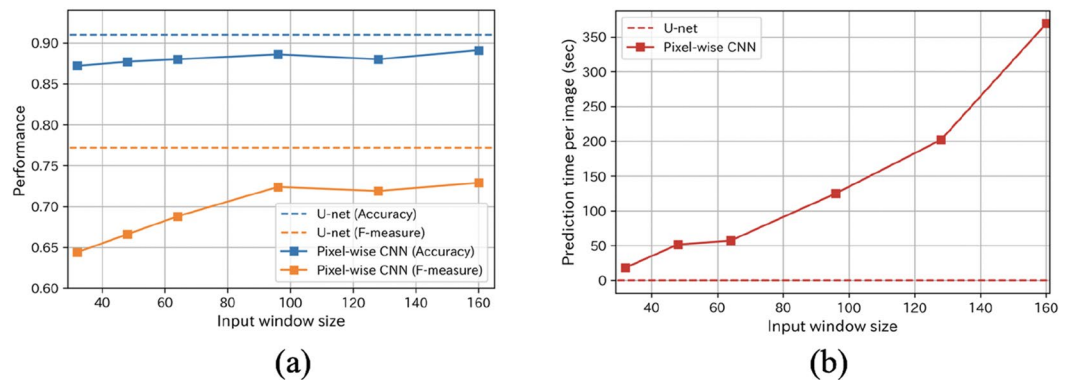 0.90
0.85
0.80
0.75
0.70
0.65
0.60
Performance
40 60 80 100 120 140 160
Input window size
U-net (Accuracy)
U-net (F-measure)
Pixel-wise CNN (Accuracy)
Pixel-wise CNN (F-measure)
(a)
350
300
250
200
150
100
50
0
Prediction time per image (sec)
40 60 80 100 120 140 160
Input window size
U-net
Pixel-wise CNN
(b)